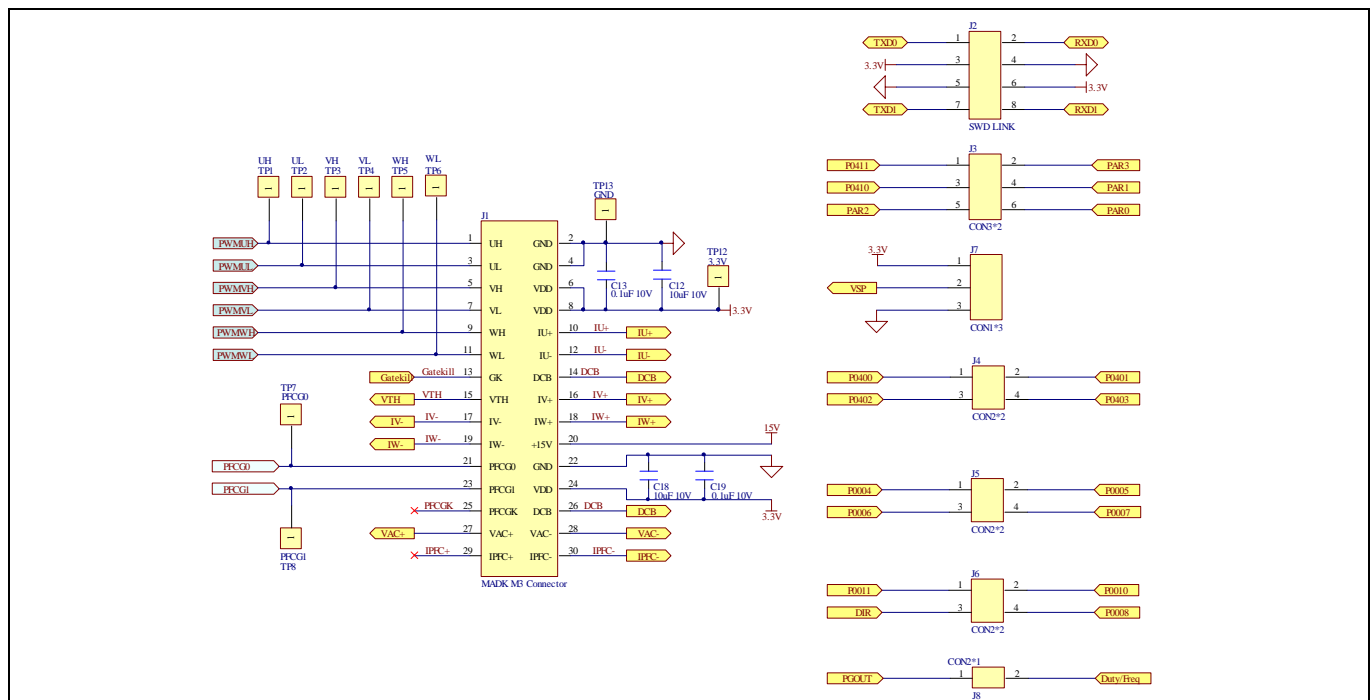 J2
TXD0 1 2 RXD0
3.3V 3 4
5 6 3.3V
TXD1 7 8 RXD1
SWD LINK
J3
P0411 1 2 PAR3
P0410 3 4 PAR1
PAR2 5 6 PAR0
CON3*2
J7
3.3V 1
VSP 2
3
CON1*3
J4
P0400 1 2 P0401
P0402 3 4 P0403
CON2*2
J5
P0004 1 2 P0005
P0006 3 4 P0007
CON2*2
J6
P0011 1 2 P0010
DIR 3 4 P0008
CON2*2
CON2*1
PGOUT 1 2 Duty/Freq
J8
UH UL VH VL WH WL
TP1 TP2 TP3 TP4 TP5 TP6
1 1 1 1 1 1
TP13
GND
1
TP12
3.3V
1
J1
PWMUH 1 UH GND 2
PWMUL 3 UL GND 4
C13
0.1uF 10V
C12
10uF 10V
PWMVH 5 VH VDD 6
PWMVL 7 VL VDD 8 3.3V
PWMWH 9 WH IU+ 10 IU+ IU+
PWMWL 11 WL IU- 12 IU- IU-
Gatekill Gatekill 13 GK DCB 14 DCB DCB
VTH VTH 15 VTH IV+ 16 IV+ IV+
IV- IV- 17 IV- IW+ 18 IW+ IW+
IW- IW- 19 IW- +15V 20 15V
TP7
PFCG0
1
PFCG0 21 PFCG0 GND 22
PFCG1 23 PFCG1 VDD 24
C18
10uF 10V
C19
0.1uF 10V
3.3V
PFCGK 25 PFCGK DCB 26 DCB DCB
VAC+ 27 VAC+ VAC- 28 VAC-
IPFC+ 29 IPFC+ IPFC- 30 IPFC- IPFC-
1
PFCG1
TP8
MADK M3 Connector